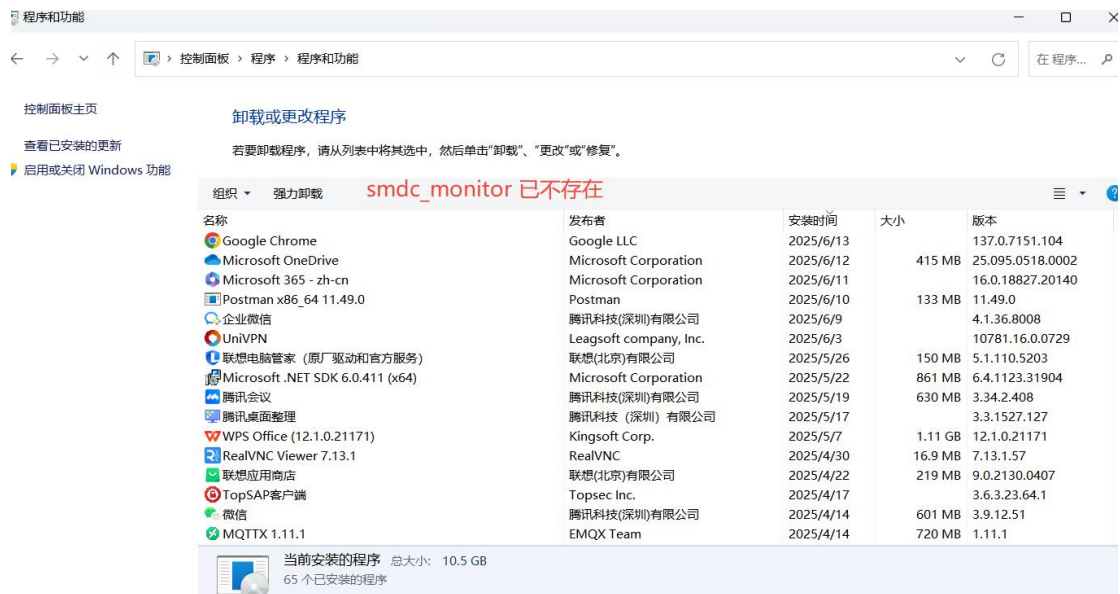 程序和功能
控制面板 › 程序 › 程序和功能
在 程序...
控制面板主页
查看已安装的更新
启用或关闭 Windows 功能
卸载或更改程序
若要卸载程序，请从列表中将其选中，然后单击“卸载”、“更改”或“修复”。
组织 强力卸载 smdc_monitor 已不存在
名称 发布者 安装时间 大小 版本
Google Chrome Google LLC 2025/6/13 137.0.7151.104
Microsoft OneDrive Microsoft Corporation 2025/6/12 415 MB 25.095.0518.0002
Microsoft 365 - zh-cn Microsoft Corporation 2025/6/11 16.0.18827.20140
Postman x86_64 11.49.0 Postman 2025/6/10 133 MB 11.49.0
企业微信 腾讯科技(深圳)有限公司 2025/6/9 4.1.36.8008
UniVPN Leagsoft company, Inc. 2025/6/3 10781.16.0.0729
联想电脑管家（原厂驱动和官方服务） 联想(北京)有限公司 2025/5/26 150 MB 5.1.110.5203
Microsoft .NET SDK 6.0.411 (x64) Microsoft Corporation 2025/5/22 861 MB 6.4.1123.31904
腾讯会议 腾讯科技(深圳)有限公司 2025/5/19 630 MB 3.34.2.408
腾讯桌面整理 腾讯科技（深圳）有限公司 2025/5/17 3.3.1527.127
WPS Office (12.1.0.21171) Kingsoft Corp. 2025/5/7 1.11 GB 12.1.0.21171
RealVNC Viewer 7.13.1 RealVNC 2025/4/30 16.9 MB 7.13.1.57
联想应用商店 联想(北京)有限公司 2025/4/22 219 MB 9.0.2130.0407
TopSAP客户端 Topsec Inc. 2025/4/17 3.6.3.23.64.1
微信 腾讯科技(深圳)有限公司 2025/4/14 601 MB 3.9.12.51
MQTTX 1.11.1 EMQX Team 2025/4/14 720 MB 1.11.1
当前安装的程序 总大小: 10.5 GB
65 个已安装的程序